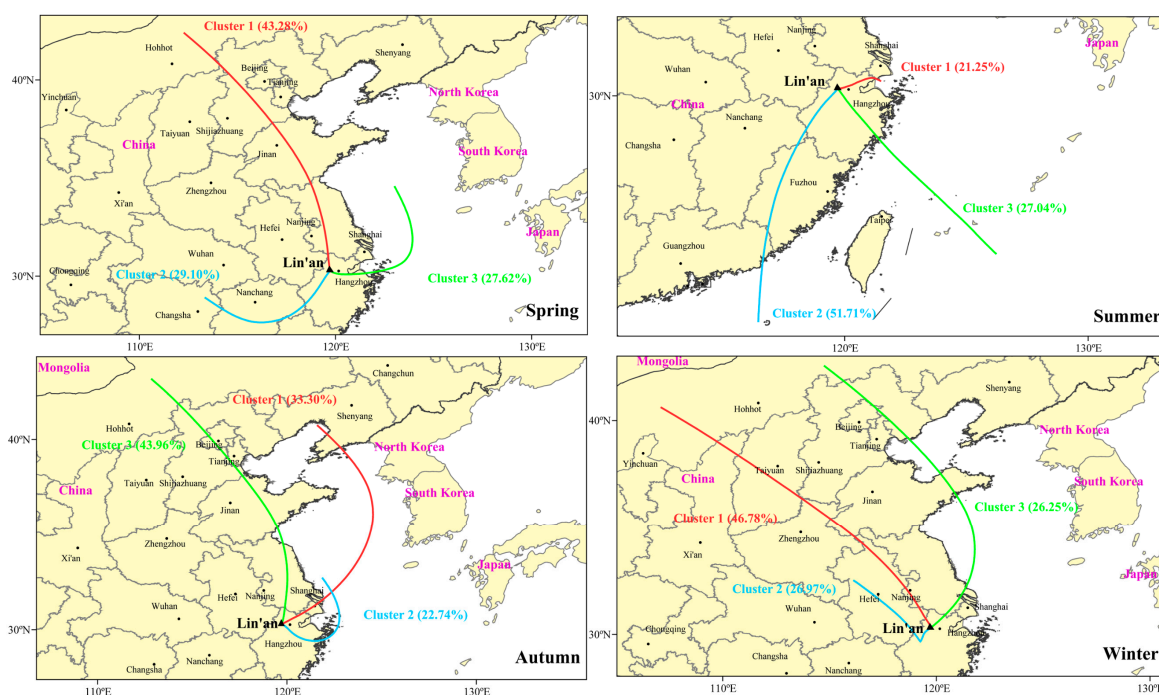 Cluster 1 (43.28%)
Hohhot
Shenyang
Beijing
Tianjing
40°N
Yinchuan
North Korea
China
Taiyuan
Shijiazhuang
Jinan
South Korea
Zhengzhou
Xi'an
Nanjing
Hefei
Shanghai
Japan
Wuhan
Lin'an
Chongqing
Cluster 2 (29.10%)
Hangzhou
Cluster 3 (27.62%)
30°N
Nanchang
Changsha
Spring
110°E
120°E
130°E
Nanjing
Hefei
Shanghai
Japan
Wuhan
Cluster 1 (21.25%)
Lin'an
30°N
China
Hangzhou
Nanchang
Changsha
Fuzhou
Cluster 3 (27.04%)
Taipei
Guangzhou
Cluster 2 (51.71%)
Summer
120°E
130°E
Mongolia
Changchun
Cluster 1 (33.30%)
Shenyang
Hohhot
40°N
Cluster 3 (43.96%)
Beijing
Tianjing
North Korea
China
Taiyuan
Shijiazhuang
South Korea
Jinan
Zhengzhou
Xi'an
Japan
Hefei
Nanjing
Shanghai
Wuhan
Cluster 2 (22.74%)
Lin'an
30°N
Hangzhou
Nanchang
Changsha
Autumn
110°E
120°E
130°E
Mongolia
Shenyang
Hohhot
40°N
Beijing
Tianjing
North Korea
Yinchuan
China
Taiyuan
Shijiazhuang
South Korea
Jinan
Cluster 3 (26.25%)
Cluster 1 (46.78%)
Zhengzhou
Xi'an
Japan
Cluster 2 (26.97%)
Hefei
Nanjing
Shanghai
Wuhan
Lin'an
Chongqing
Hangzhou
30°N
Changsha
Nanchang
Winter
110°E
120°E
130°E